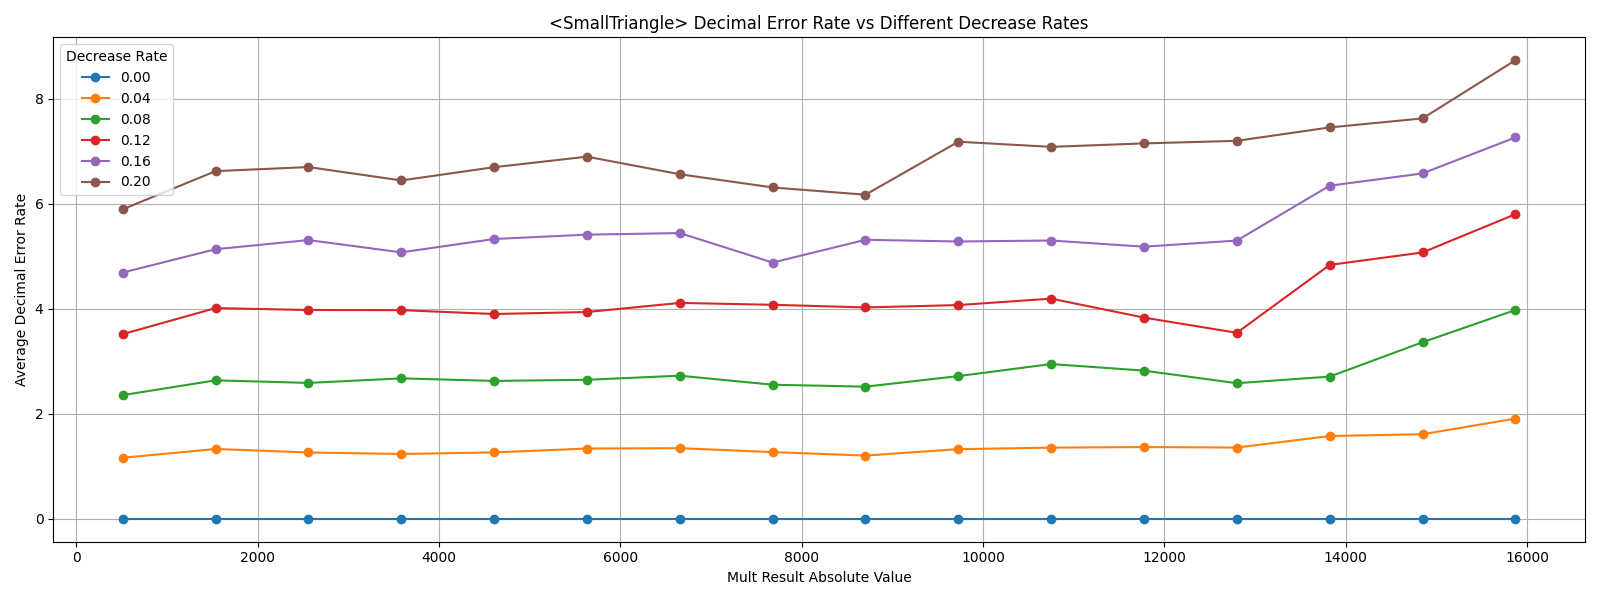 <SmallTriangle> Decimal Error Rate vs Different Decrease Rates
Decrease Rate
0.00
0.04
0.08
0.12
0.16
0.20
Average Decimal Error Rate
8
6
4
2
0
0 2000 4000 6000 8000 10000 12000 14000 16000
Mult Result Absolute Value